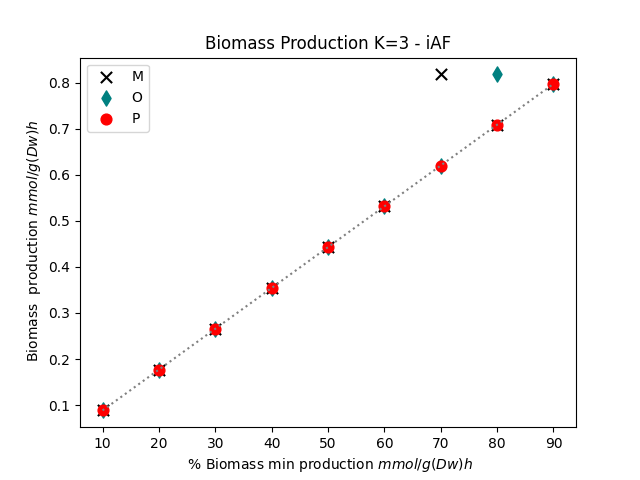 Biomass Production K=3 - iAF
M
O
P
0.8
0.7
0.6
0.5
0.4
0.3
0.2
0.1
Biomass  production mmol/g(Dw)h
10 20 30 40 50 60 70 80 90
% Biomass min production mmol/g(Dw)h